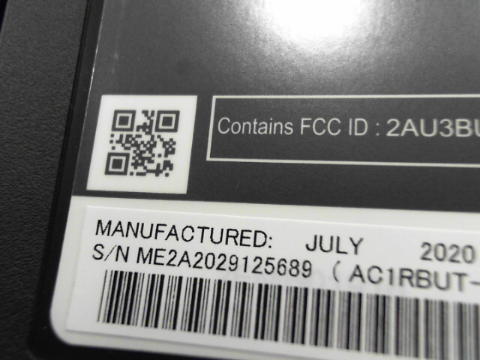 Contains FCC ID : 2AU3BU
MANUFACTURED: JULY 2020
S/N ME2A2029125689 ( AC1RBUT-